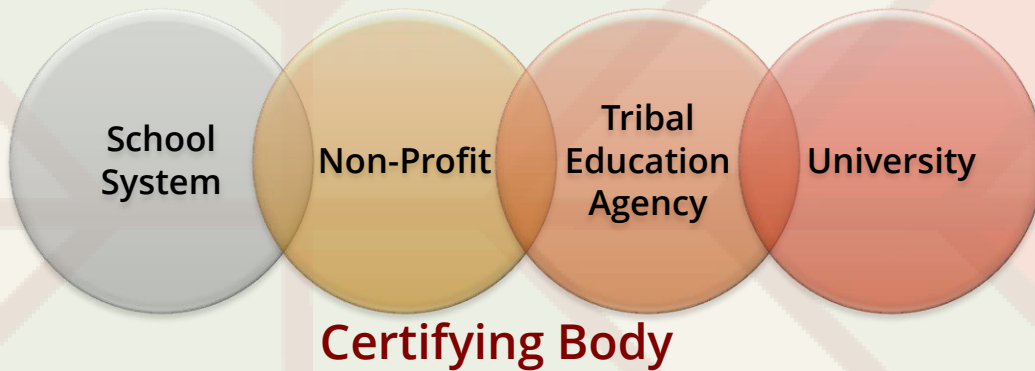 School
System
Non-Profit
Tribal
Education
Agency
University
Certifying Body